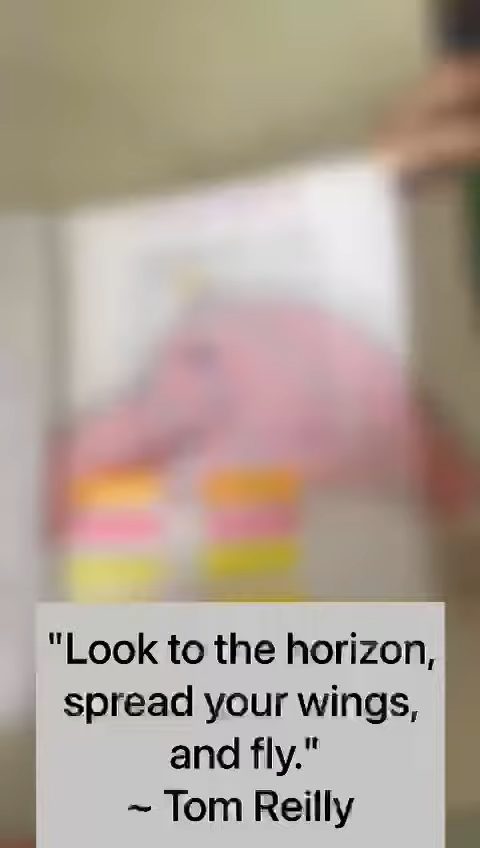 "Look to the horizon,
spread your wings,
and fly."
~ Tom Reilly